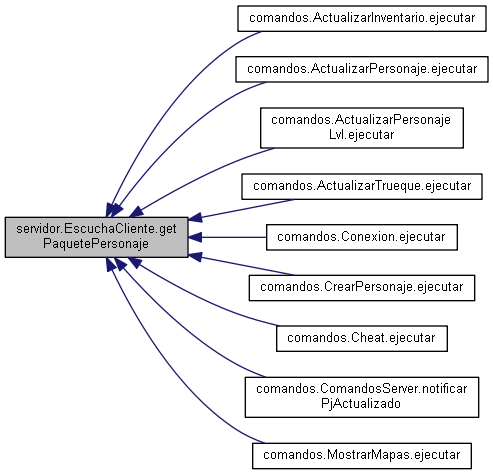 comandos.ActualizarInventario.ejecutar
comandos.ActualizarPersonaje.ejecutar
comandos.ActualizarPersonaje
Lvl.ejecutar
comandos.ActualizarTrueque.ejecutar
servidor.EscuchaCliente.get
PaquetePersonaje
comandos.Conexion.ejecutar
comandos.CrearPersonaje.ejecutar
comandos.Cheat.ejecutar
comandos.ComandosServer.notificar
PjActualizado
comandos.MostrarMapas.ejecutar